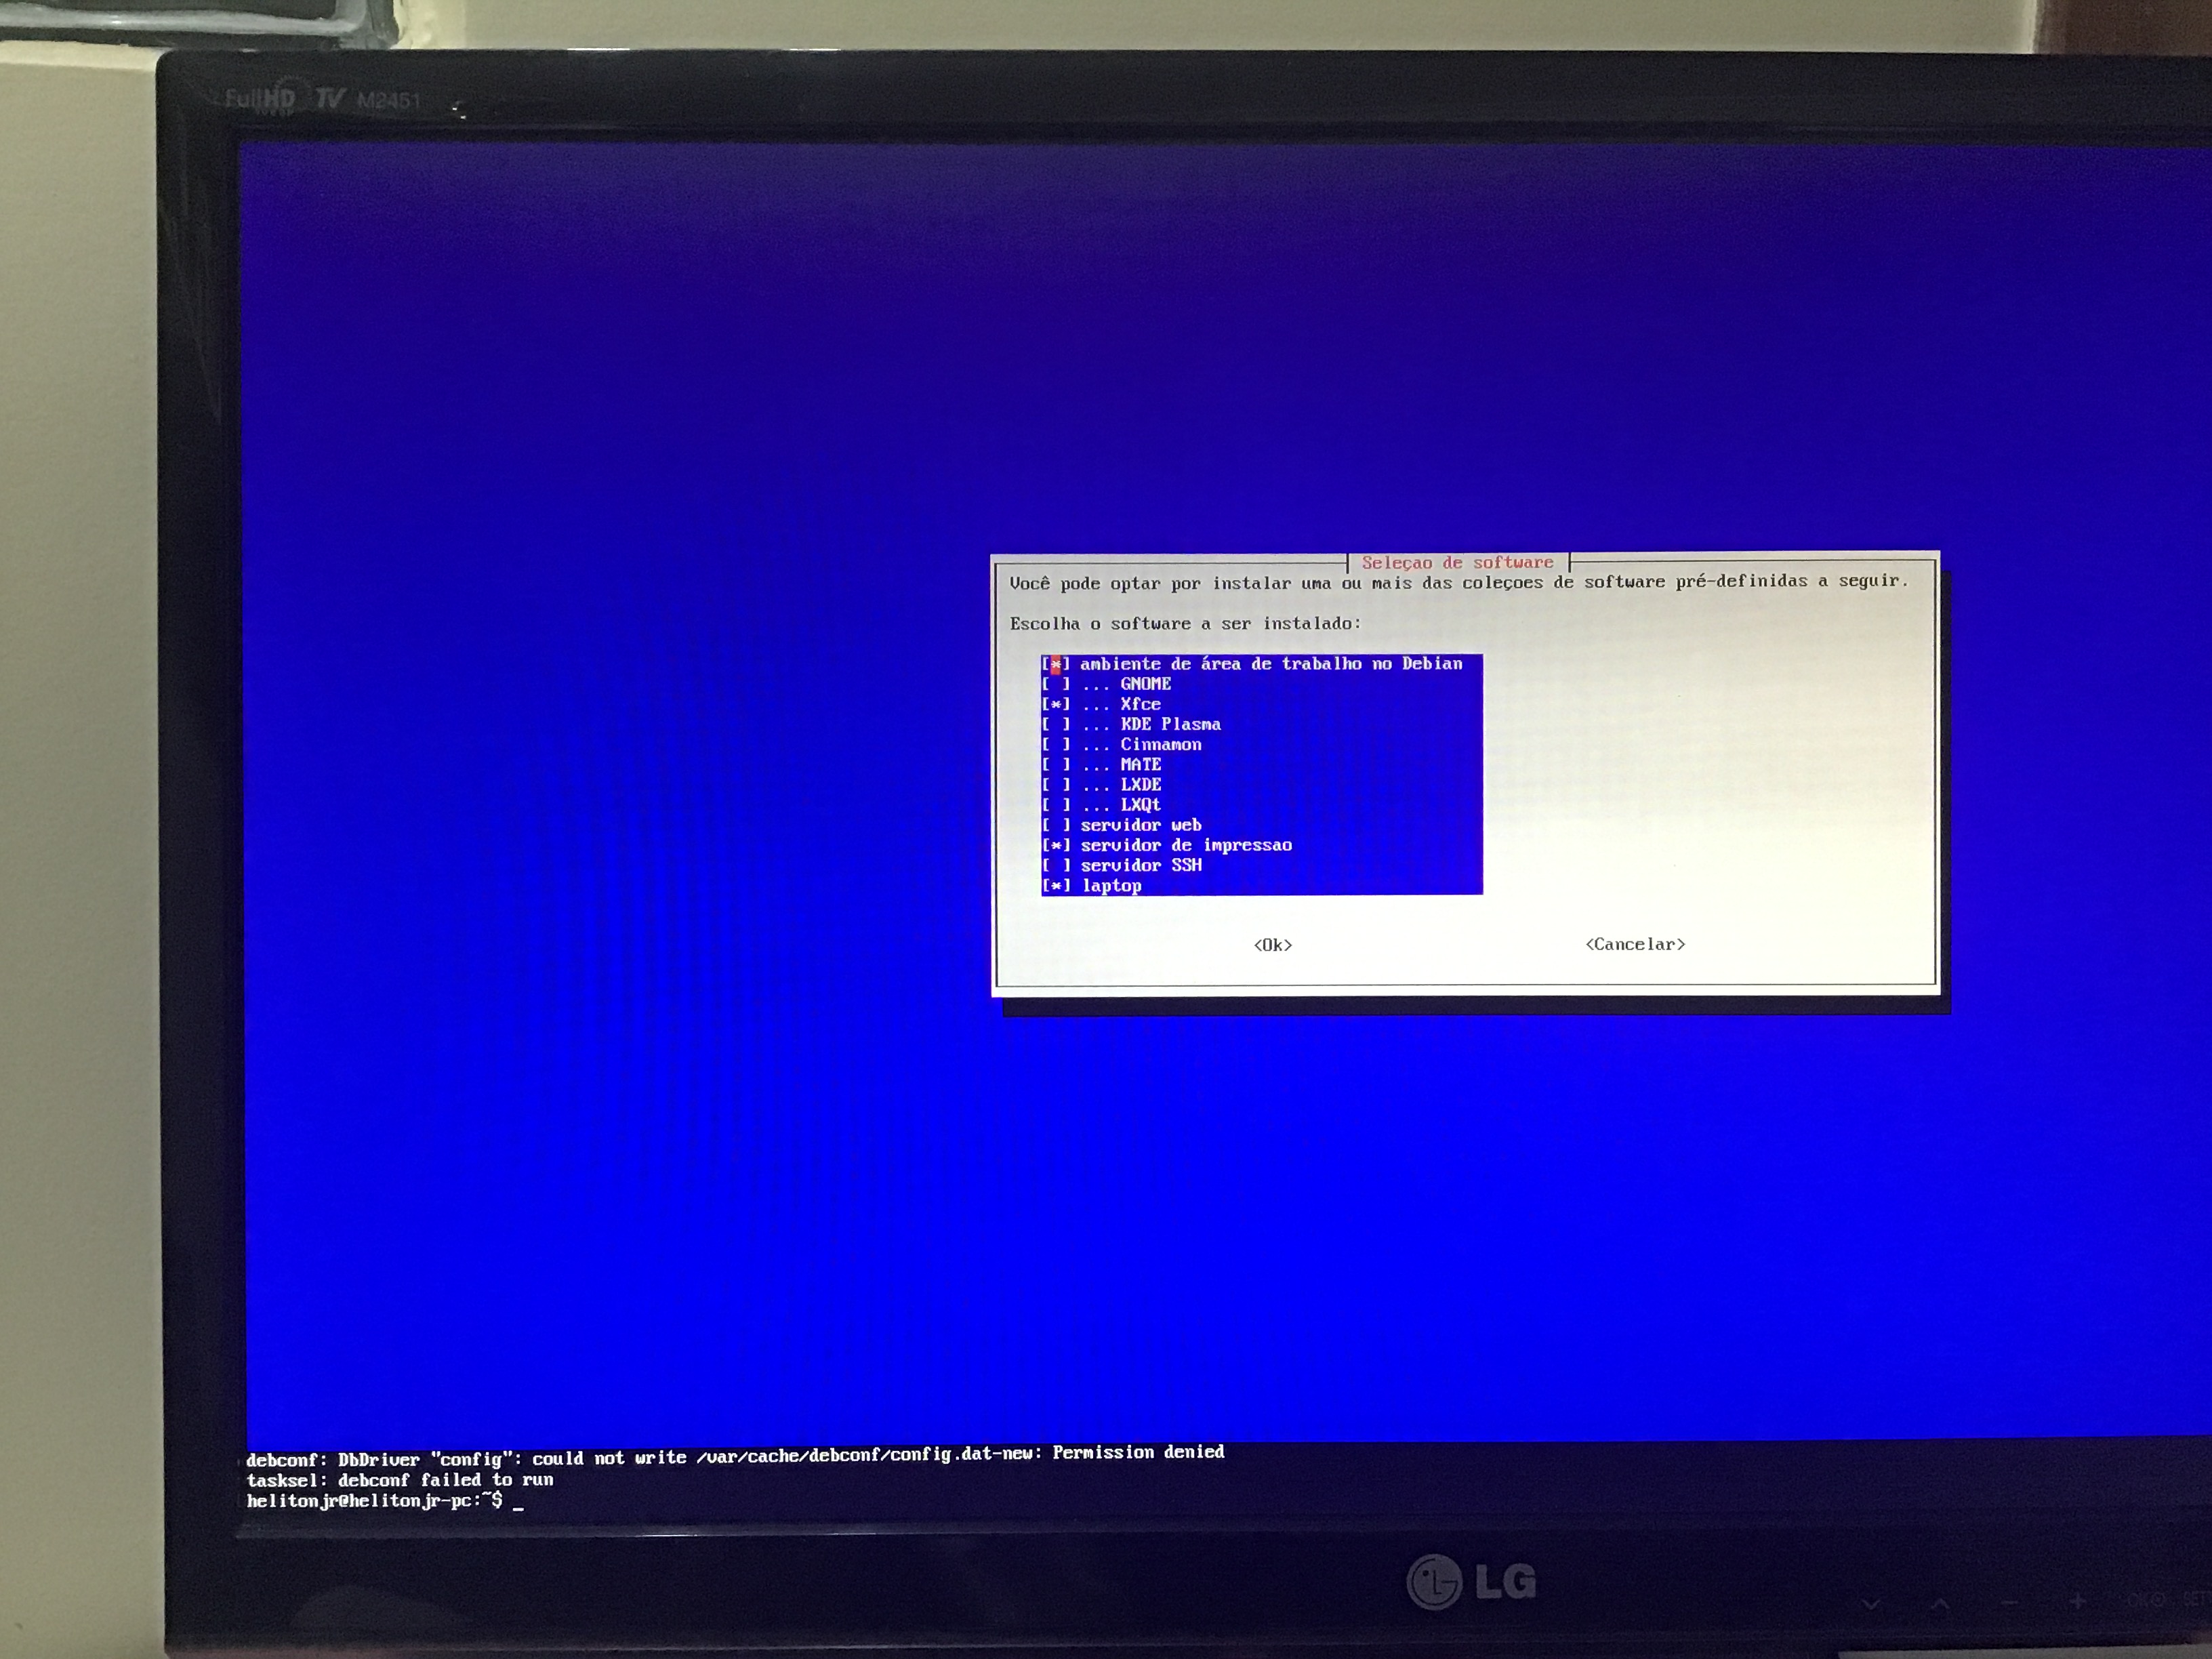 FullHD TV M2451
Seleçao de software
Você pode optar por instalar uma ou mais das coleçoes de software pré-definidas a seguir.
Escolha o software a ser instalado:
[*] ambiente de área de trabalho no Debian
[ ] ... GNOME
[*] ... Xfce
[ ] ... KDE Plasma
[ ] ... Cinnamon
[ ] ... MATE
[ ] ... LXDE
[ ] ... LXQt
[ ] servidor web
[*] servidor de impressao
[ ] servidor SSH
[*] laptop
<Ok> <Cancelar>
debconf: DbDriver "config": could not write /var/cache/debconf/config.dat-new: Permission denied
tasksel: debconf failed to run
helitonjr@helitonjr-pc:~$ _
LG
- + OK